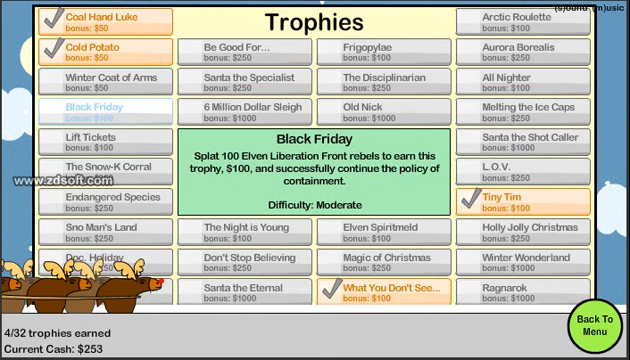 (s)ound (m)usic
Trophies
Coal Hand Luke
bonus: $50
Arctic Roulette
bonus: $100
Cold Potato
bonus: $50
Be Good For...
bonus: $250
Frigopylae
bonus: $100
Aurora Borealis
bonus: $250
Winter Coat of Arms
bonus: $50
Santa the Specialist
bonus: $250
The Disciplinarian
bonus: $250
All Nighter
bonus: $100
Black Friday
bonus: $100
6 Million Dollar Sleigh
bonus: $1000
Old Nick
bonus: $1000
Melting the Ice Caps
bonus: $250
Lift Tickets
bonus: $100
Black Friday
Splat 100 Elven Liberation Front rebels to earn this
trophy, $100, and successfully continue the policy of
containment.
Difficulty: Moderate
Santa the Shot Caller
bonus: $100
The Snow-K Corral
www.zdsoft.com
L.O.V.
bonus: $250
Endangered Species
bonus: $250
Tiny Tim
bonus: $100
Sno Man's Land
bonus: $250
The Night is Young
bonus: $100
Elven Spiritmeld
bonus: $100
Holly Jolly Christmas
bonus: $250
Doc. Holiday
Don't Stop Believing
bonus: $250
Magic of Christmas
bonus: $250
Winter Wonderland
bonus: $1000
Santa the Eternal
bonus: $1000
What You Don't See...
bonus: $100
Ragnarok
bonus: $1000
4/32 trophies earned
Current Cash: $253
Back To
Menu